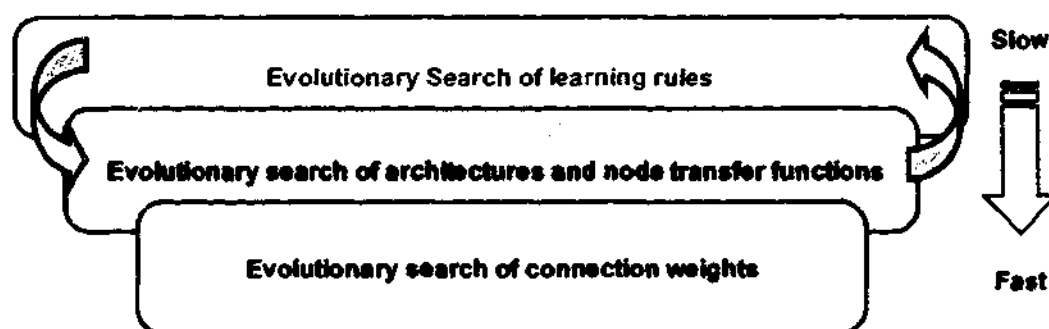 Slow
Evolutionary Search of learning rules
Evolutionary search of architectures and node transfer functions
Evolutionary search of connection weights
Fast